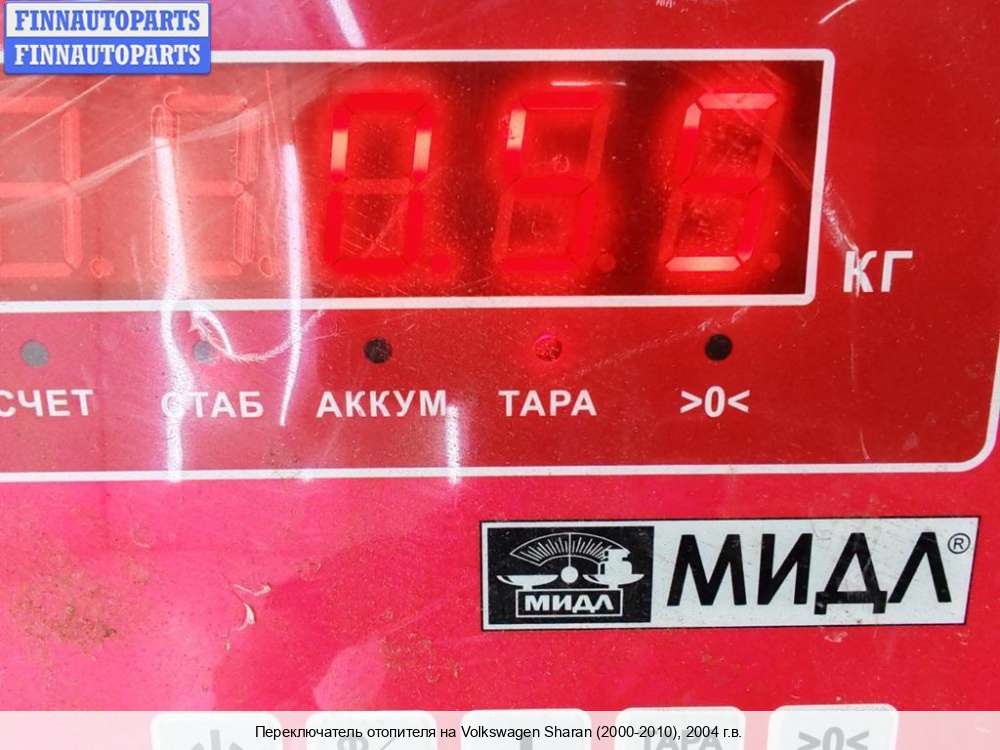 FINNAUTOPARTS
FINNAUTOPARTS
КГ
СЧЕТ СТАБ АККУМ. ТАРА >0<
МИДЛ МИДЛ®
ТАРА >0<
Переключатель отопителя на Volkswagen Sharan (2000-2010), 2004 г.в.